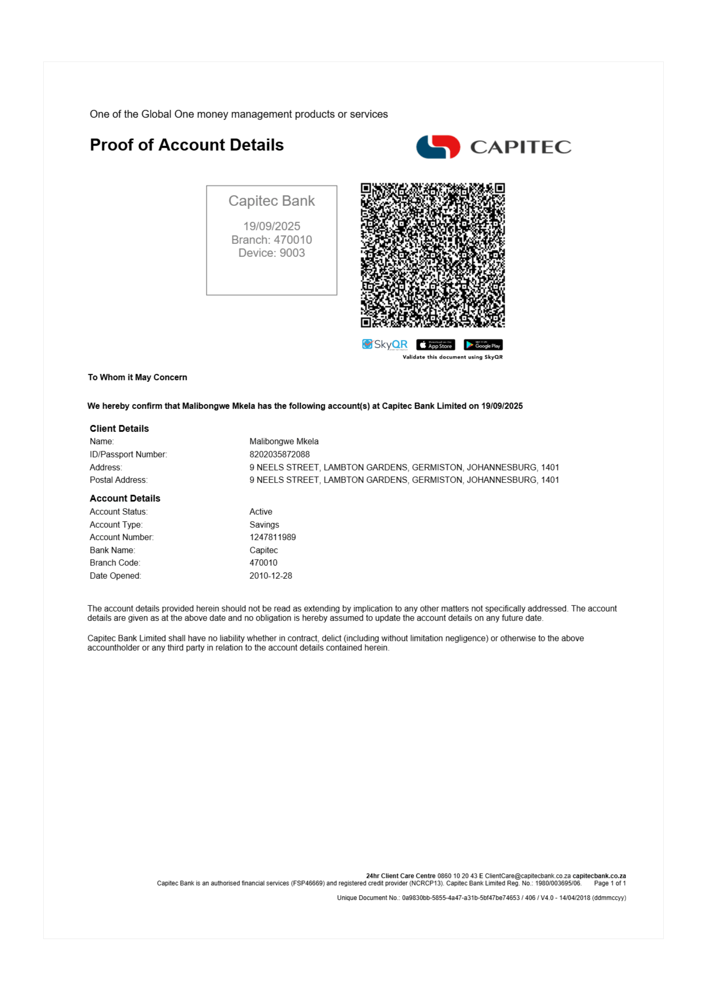 One of the Global One money management products or services
Proof of Account Details
CAPITEC
Capitec Bank
19/09/2025
Branch: 470010
Device: 9003
SkyQR
Download on the
App Store
GET IT ON
Google Play
Validate this document using SkyQR
To Whom it May Concern
We hereby confirm that Malibongwe Mkela has the following account(s) at Capitec Bank Limited on 19/09/2025
Client Details
Name: Malibongwe Mkela
ID/Passport Number: 8202035872088
Address: 9 NEELS STREET, LAMBTON GARDENS, GERMISTON, JOHANNESBURG, 1401
Postal Address: 9 NEELS STREET, LAMBTON GARDENS, GERMISTON, JOHANNESBURG, 1401
Account Details
Account Status: Active
Account Type: Savings
Account Number: 1247811989
Bank Name: Capitec
Branch Code: 470010
Date Opened: 2010-12-28
The account details provided herein should not be read as extending by implication to any other matters not specifically addressed. The account
details are given as at the above date and no obligation is hereby assumed to update the account details on any future date.
Capitec Bank Limited shall have no liability whether in contract, delict (including without limitation negligence) or otherwise to the above
accountholder or any third party in relation to the account details contained herein.
24hr Client Care Centre 0860 10 20 43 E ClientCare@capitecbank.co.za capitecbank.co.za
Capitec Bank is an authorised financial services (FSP46669) and registered credit provider (NCRCP13). Capitec Bank Limited Reg. No.: 1980/003695/06. Page 1 of 1
Unique Document No.: 0a9830bb-5855-4a47-a31b-5bf47be74653 / 406 / V4.0 - 14/04/2018 (ddmmccyy)